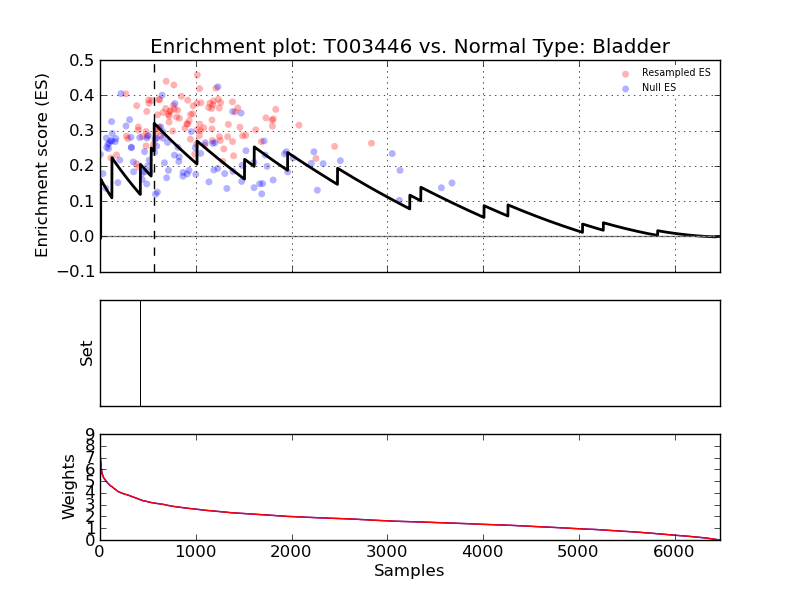 Enrichment plot: T003446 vs. Normal Type: Bladder
Enrichment score (ES)
0.5
0.4
0.3
0.2
0.1
0.0
−0.1
Resampled ES
Null ES
Set
Weights
9
8
7
6
5
4
3
2
1
0
0 1000 2000 3000 4000 5000 6000
Samples